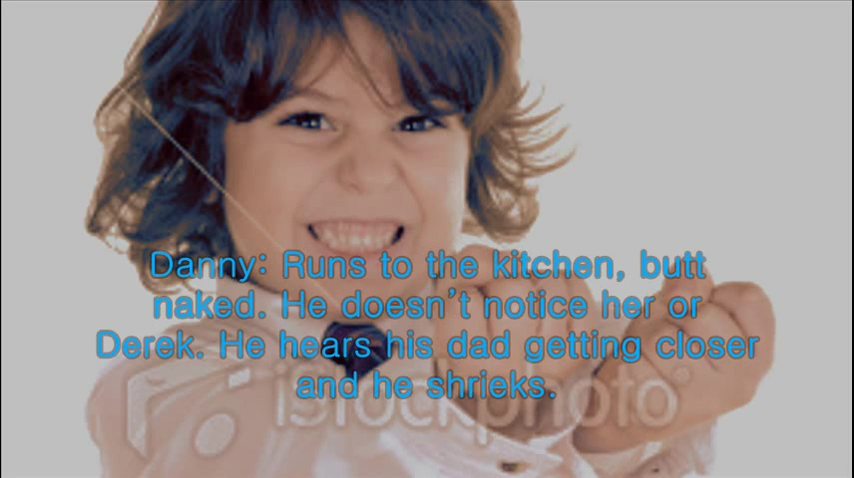 Danny: Runs to the kitchen, butt
naked. He doesn't notice her or
Derek. He hears his dad getting closer
and he shrieks.
iStockphoto